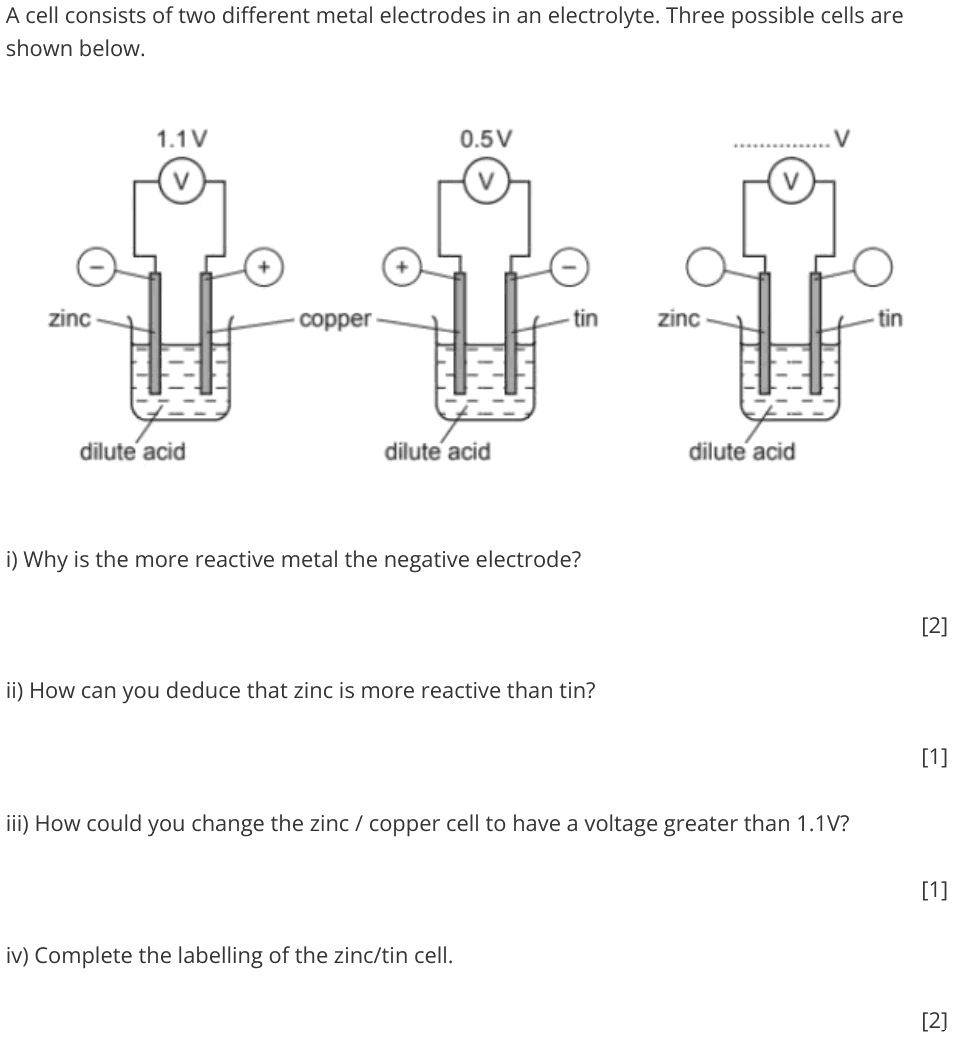 A cell consists of two different metal electrodes in an electrolyte. Three possible cells are
shown below.
1.1 V
0.5 V
................ V
V
V
V
−
+
+
−
zinc
copper
tin
zinc
tin
dilute acid
dilute acid
dilute acid
i) Why is the more reactive metal the negative electrode?
[2]
ii) How can you deduce that zinc is more reactive than tin?
[1]
iii) How could you change the zinc / copper cell to have a voltage greater than 1.1V?
[1]
iv) Complete the labelling of the zinc/tin cell.
[2]